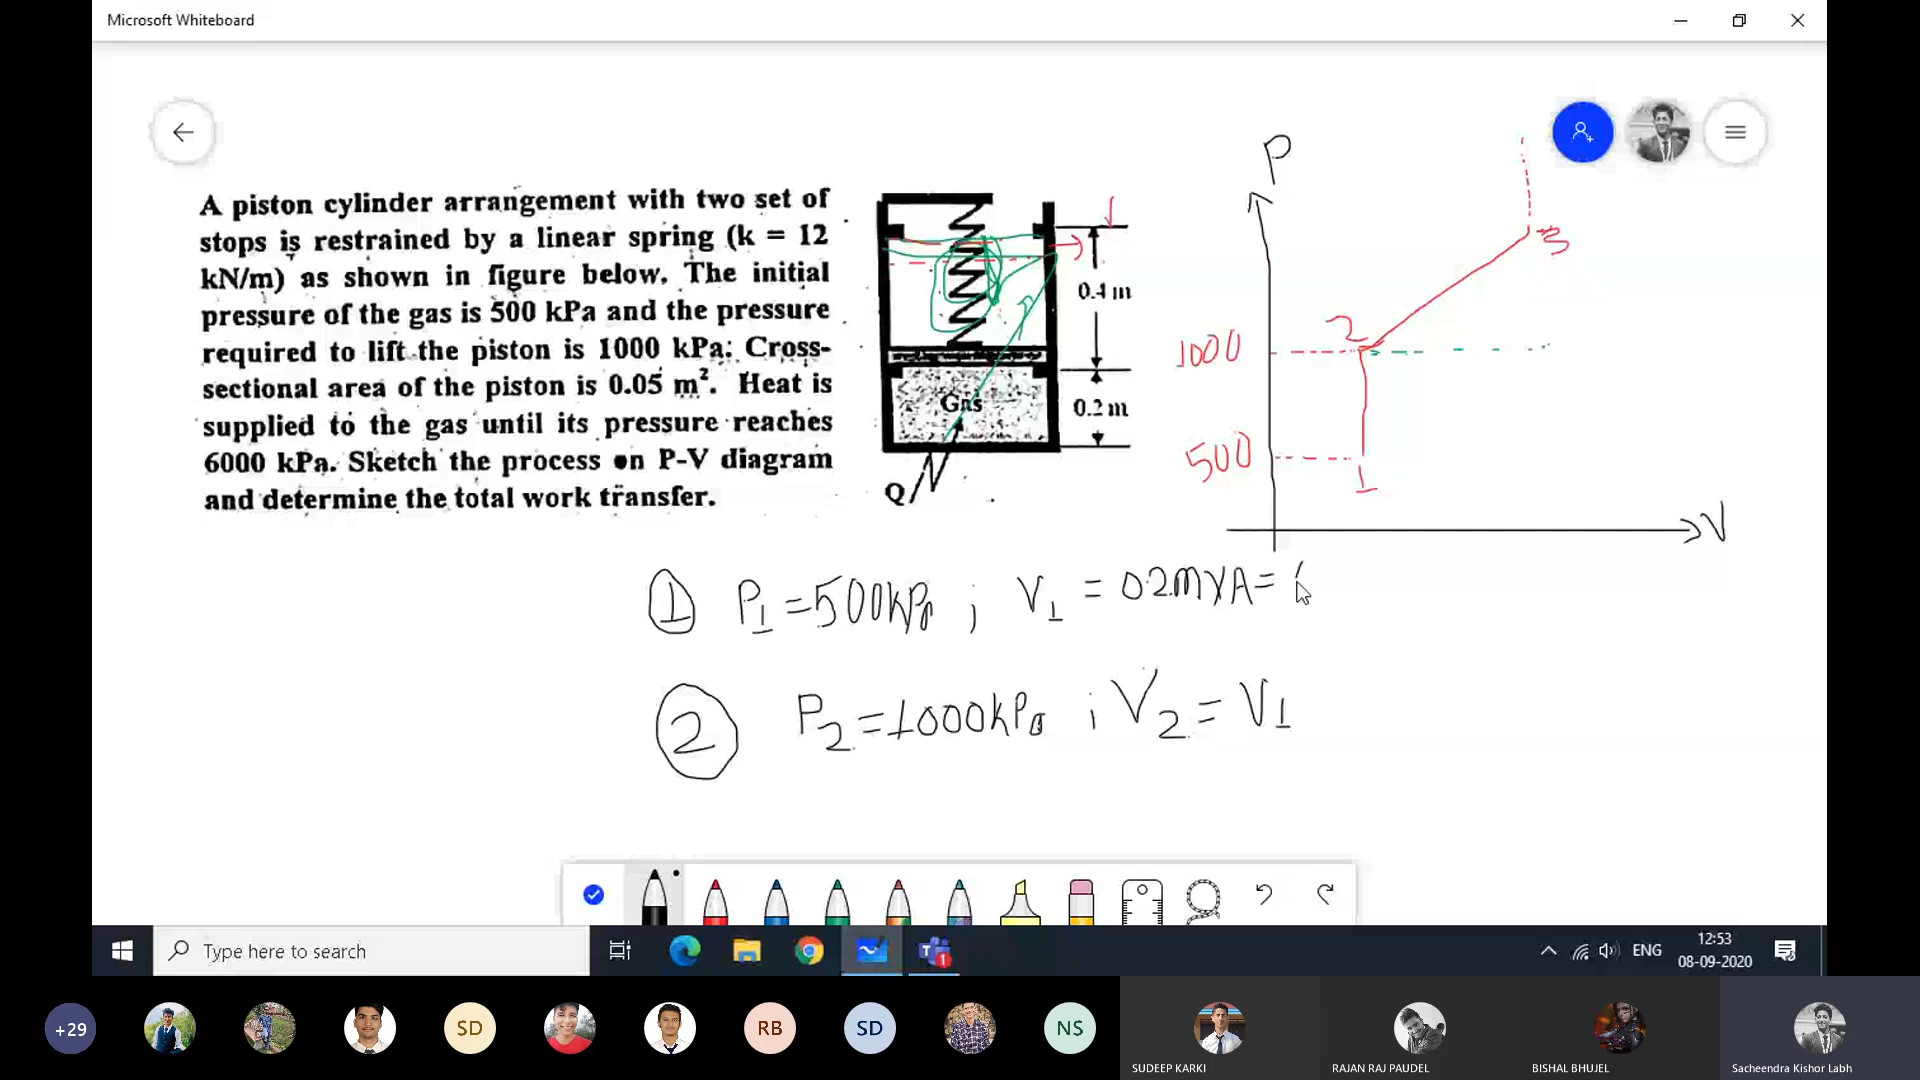 Microsoft Whiteboard
A piston cylinder arrangement with two set of
stops is restrained by a linear spring (k = 12
kN/m) as shown in figure below. The initial
pressure of the gas is 500 kPa and the pressure
required to lift the piston is 1000 kPa: Cross-
sectional area of the piston is 0.05 m². Heat is
supplied to the gas until its pressure reaches
6000 kPa. Sketch the process on P-V diagram
and determine the total work transfer.
0.4 m
Gas
0.2 m
Q
P
3
2
1000
500
1
V
1 P1 = 500kPa ; V1 = 0.2m×A =
2 P2 = 1000kPa ; V2 = V1
Type here to search
1
ENG
12:53
08-09-2020
+29
SD
RB
SD
NS
SUDEEP KARKI
RAJAN RAJ PAUDEL
BISHAL BHUJEL
Sacheendra Kishor Labh